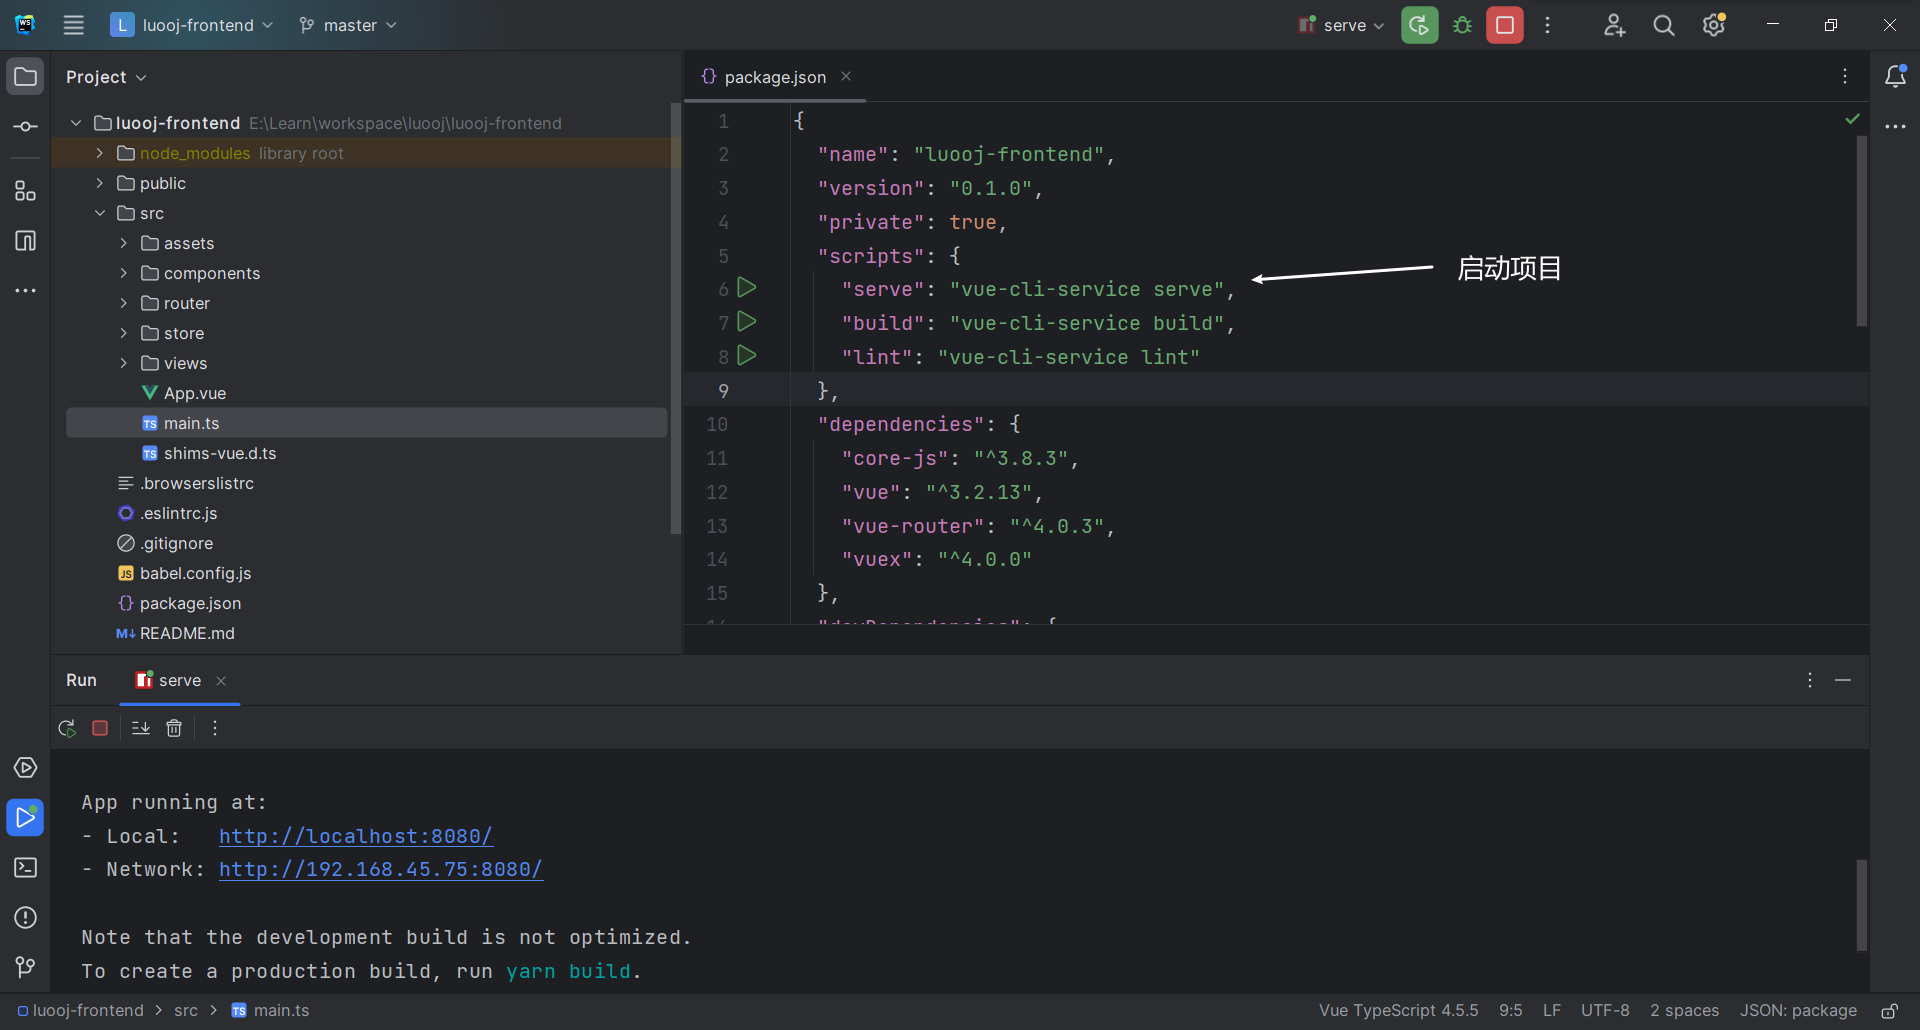 WS
L luooj-frontend
master
serve
Project
package.json
luooj-frontend E:\Learn\workspace\luooj\luooj-frontend
node_modules library root
public
src
assets
components
router
store
views
App.vue
TS main.ts
TS shims-vue.d.ts
.browserslistrc
.eslintrc.js
.gitignore
JS babel.config.js
{} package.json
M↓ README.md
1 {
2 "name": "luooj-frontend",
3 "version": "0.1.0",
4 "private": true,
5 "scripts": {
6 "serve": "vue-cli-service serve",
启动项目
7 "build": "vue-cli-service build",
8 "lint": "vue-cli-service lint"
9 },
10 "dependencies": {
11 "core-js": "^3.8.3",
12 "vue": "^3.2.13",
13 "vue-router": "^4.0.3",
14 "vuex": "^4.0.0"
15 },
Run
serve
App running at:
- Local: http://localhost:8080/
- Network: http://192.168.45.75:8080/
Note that the development build is not optimized.
To create a production build, run yarn build.
luooj-frontend > src > TS main.ts
Vue TypeScript 4.5.5 9:5 LF UTF-8 2 spaces JSON: package